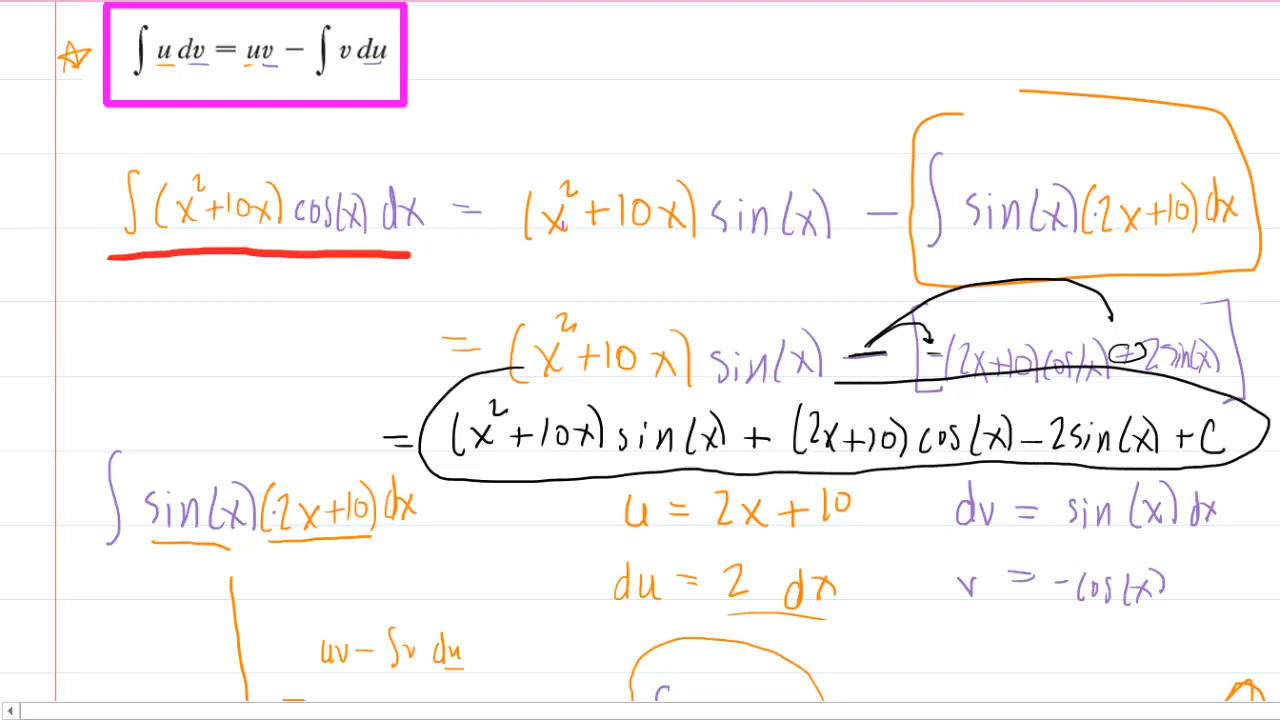 ∫ u dv = uv − ∫ v du
∫ (x²+10x) cos(x) dx = (x²+10x) sin(x) − ∫ sin(x)(2x+10) dx
= (x²+10x) sin(x) − [−(2x+10)cos(x) + 2sin(x)]
= (x²+10x) sin(x) + (2x+10) cos(x) − 2sin(x) + C
∫ sin(x)(2x+10) dx u = 2x+10 dv = sin(x) dx
du = 2 dx v = −cos(x)
uv − ∫v du